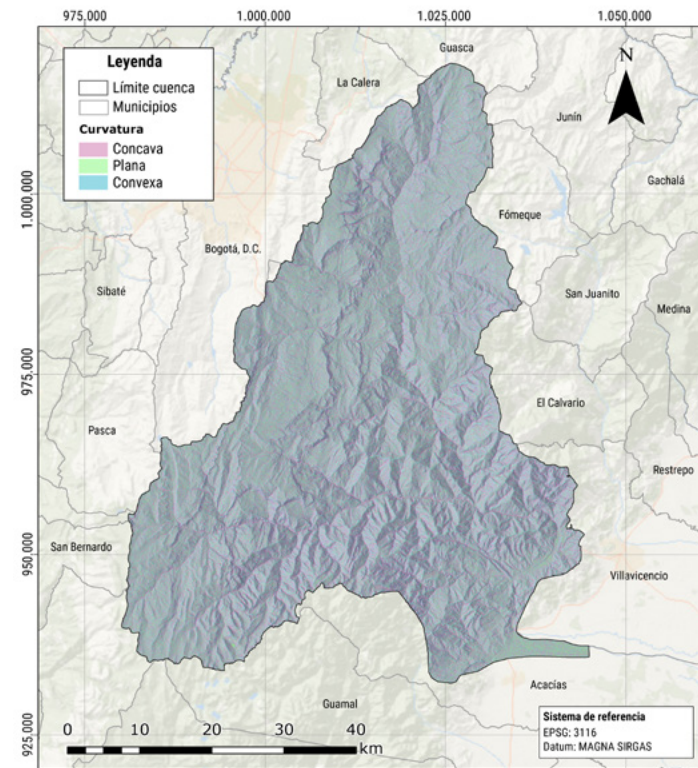 975.000
1.000.000
1.025.000
1.050.000
Leyenda
Límite cuenca
Municipios
Curvatura
Concava
Plana
Convexa
N
Guasca
La Calera
Junín
Gachalá
1.000.000
Fómeque
Bogotá, D.C.
Sibaté
San Juanito
Medina
975.000
El Calvario
Pasca
Restrepo
San Bernardo
950.000
Villavicencio
Acacías
Guamal
925.000
0 10 20 30 40
km
Sistema de referencia
EPSG: 3116
Datum: MAGNA SIRGAS